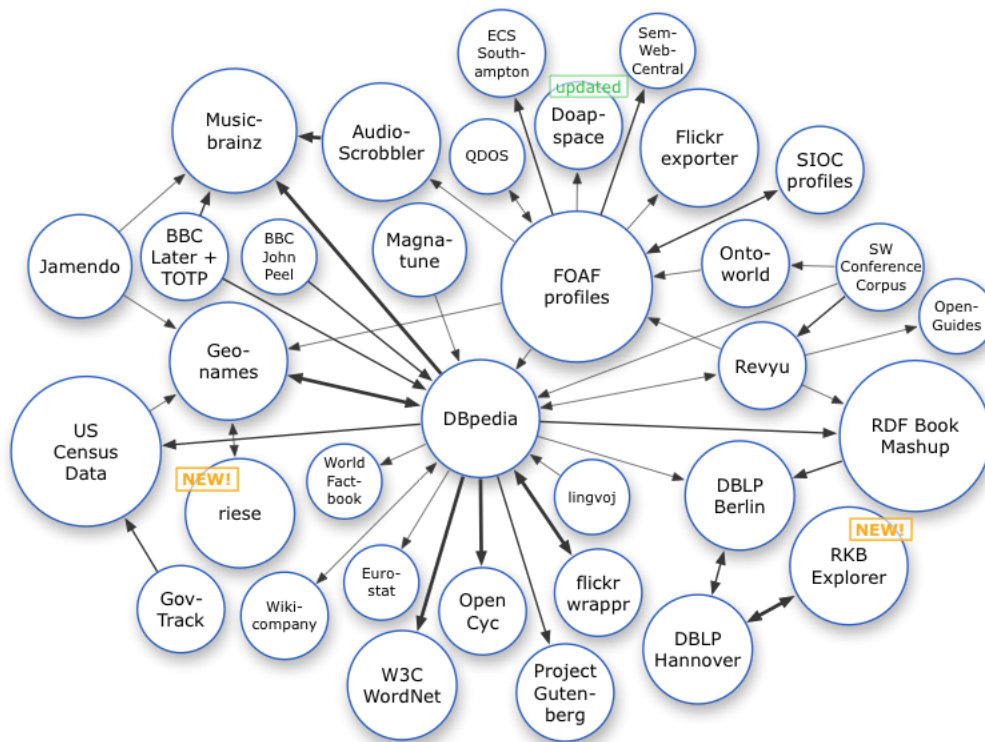 ECS
South-
ampton
Sem-
Web-
Central
updated
Doap-
space
Music-
brainz
Audio-
Scrobbler
QDOS
Flickr
exporter
SIOC
profiles
Jamendo
BBC
Later +
TOTP
BBC
John
Peel
Magna-
tune
FOAF
profiles
Onto-
world
SW
Conference
Corpus
Open-
Guides
Geo-
names
DBpedia
Revyu
US
Census
Data
RDF Book
Mashup
NEW!
riese
World
Fact-
book
lingvoj
DBLP
Berlin
NEW!
RKB
Explorer
Gov-
Track
Wiki-
company
Euro-
stat
Open
Cyc
flickr
wrappr
DBLP
Hannover
W3C
WordNet
Project
Guten-
berg